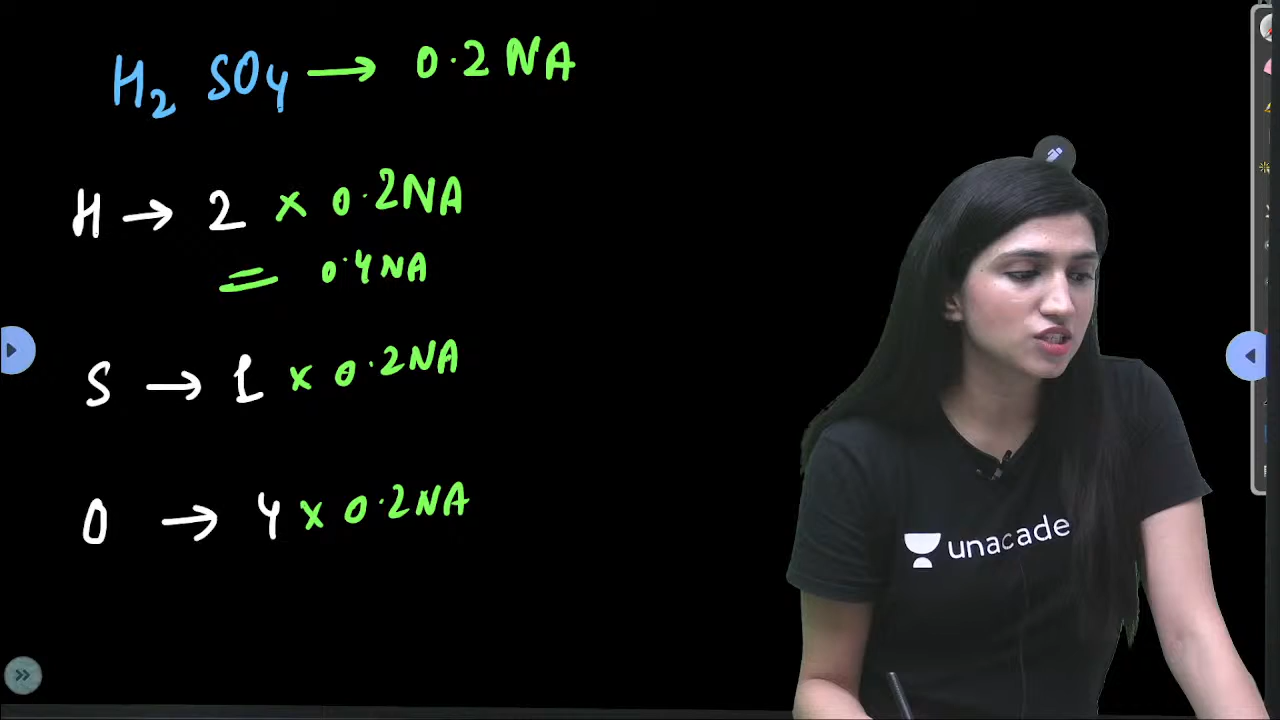 H₂ SO₄ → 0.2 NA
H → 2 × 0.2NA
= 0.4NA
S → 1 × 0.2NA
O → 4 × 0.2NA
unacade